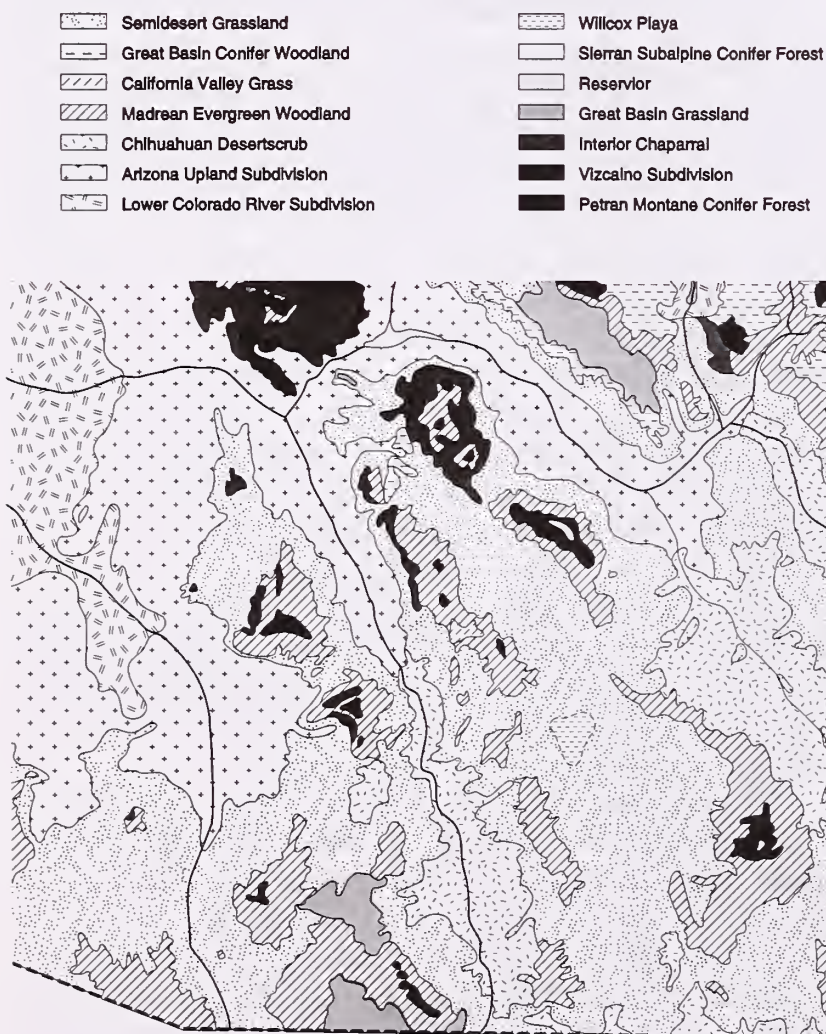 Semidesert Grassland
Great Basin Conifer Woodland
California Valley Grass
Madrean Evergreen Woodland
Chihuahuan Desertscrub
Arizona Upland Subdivision
Lower Colorado River Subdivision
Willcox Playa
Sierran Subalpine Conifer Forest
Reservior
Great Basin Grassland
Interior Chaparral
Vizcaino Subdivision
Petran Montane Conifer Forest